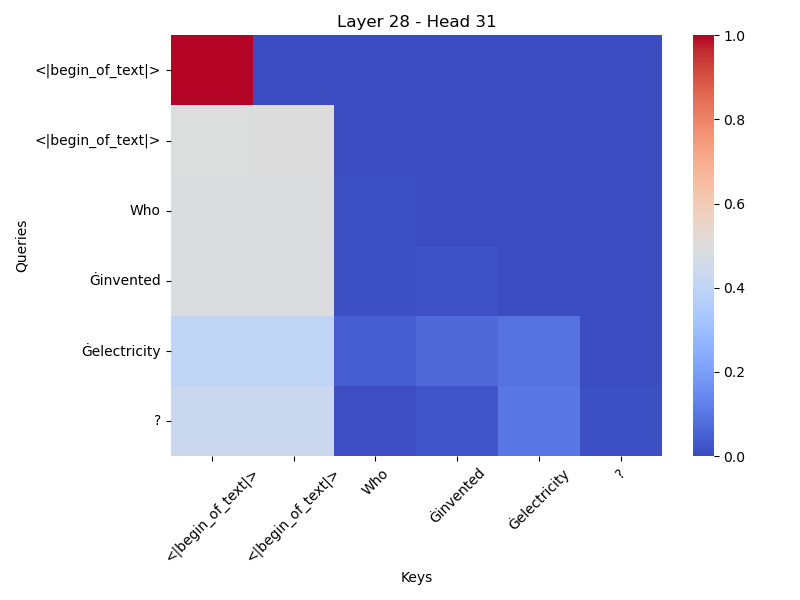 Layer 28 - Head 31
<|begin_of_text|>
<|begin_of_text|>
Who
Ġinvented
Ġelectricity
?
Queries
<|begin_of_text|>
<|begin_of_text|>
Who
Ġinvented
Ġelectricity
?
Keys
1.0
0.8
0.6
0.4
0.2
0.0